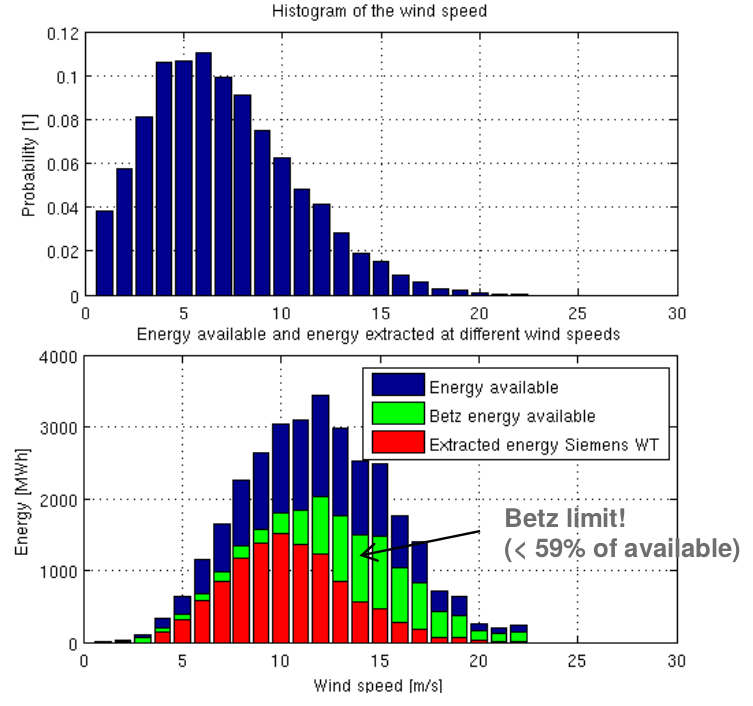 Histogram of the wind speed
0.12
0.1
0.08
0.06
0.04
0.02
0
Probability [1]
0 5 10 15 20 25 30
Energy available and energy extracted at different wind speeds
4000
3000
2000
1000
0
Energy [MWh]
Energy available
Betz energy available
Extracted energy Siemens WT
Betz limit!
(< 59% of available)
0 5 10 15 20 25 30
Wind speed [m/s]